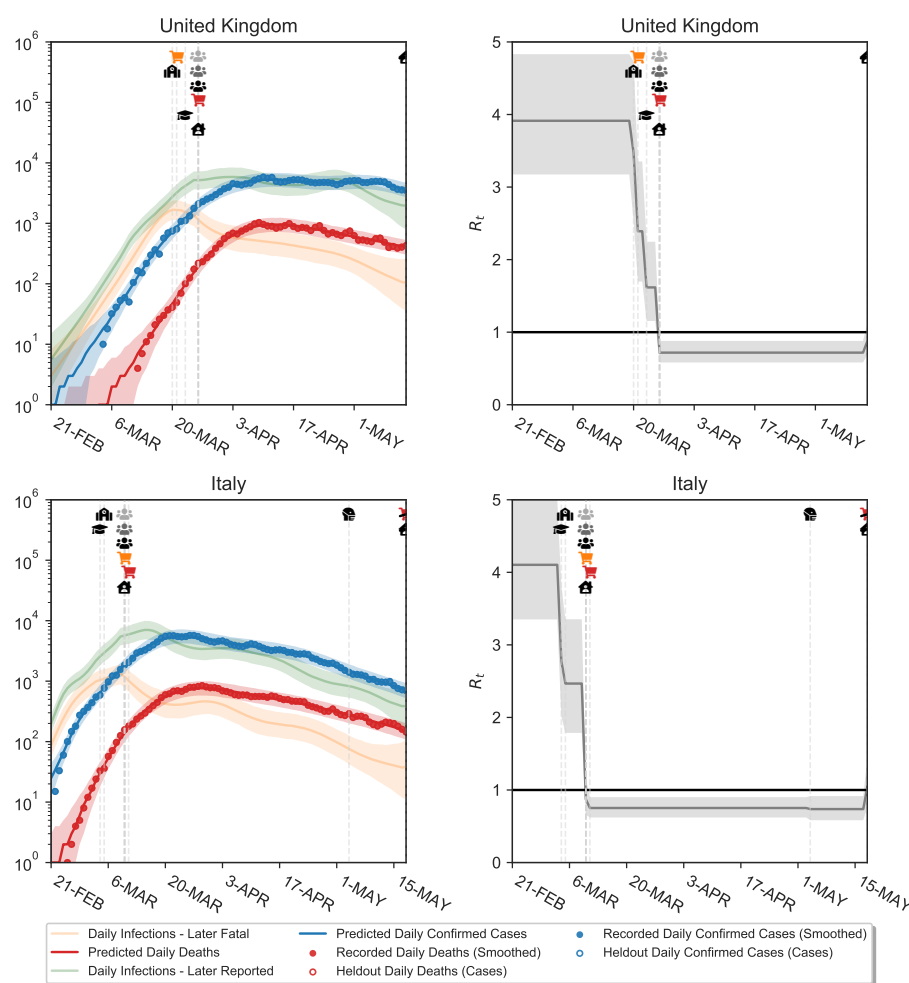 United Kingdom
10^6
10^5
10^4
10^3
10^2
10^1
10^0
21-FEB
6-MAR
20-MAR
3-APR
17-APR
1-MAY
United Kingdom
R_t
5
4
3
2
1
0
21-FEB
6-MAR
20-MAR
3-APR
17-APR
1-MAY
Italy
10^6
10^5
10^4
10^3
10^2
10^1
10^0
21-FEB
6-MAR
20-MAR
3-APR
17-APR
1-MAY
15-MAY
Italy
R_t
5
4
3
2
1
0
21-FEB
6-MAR
20-MAR
3-APR
17-APR
1-MAY
15-MAY
Daily Infections - Later Fatal
Predicted Daily Deaths
Daily Infections - Later Reported
Predicted Daily Confirmed Cases
Recorded Daily Deaths (Smoothed)
Heldout Daily Deaths (Cases)
Recorded Daily Confirmed Cases (Smoothed)
Heldout Daily Confirmed Cases (Cases)